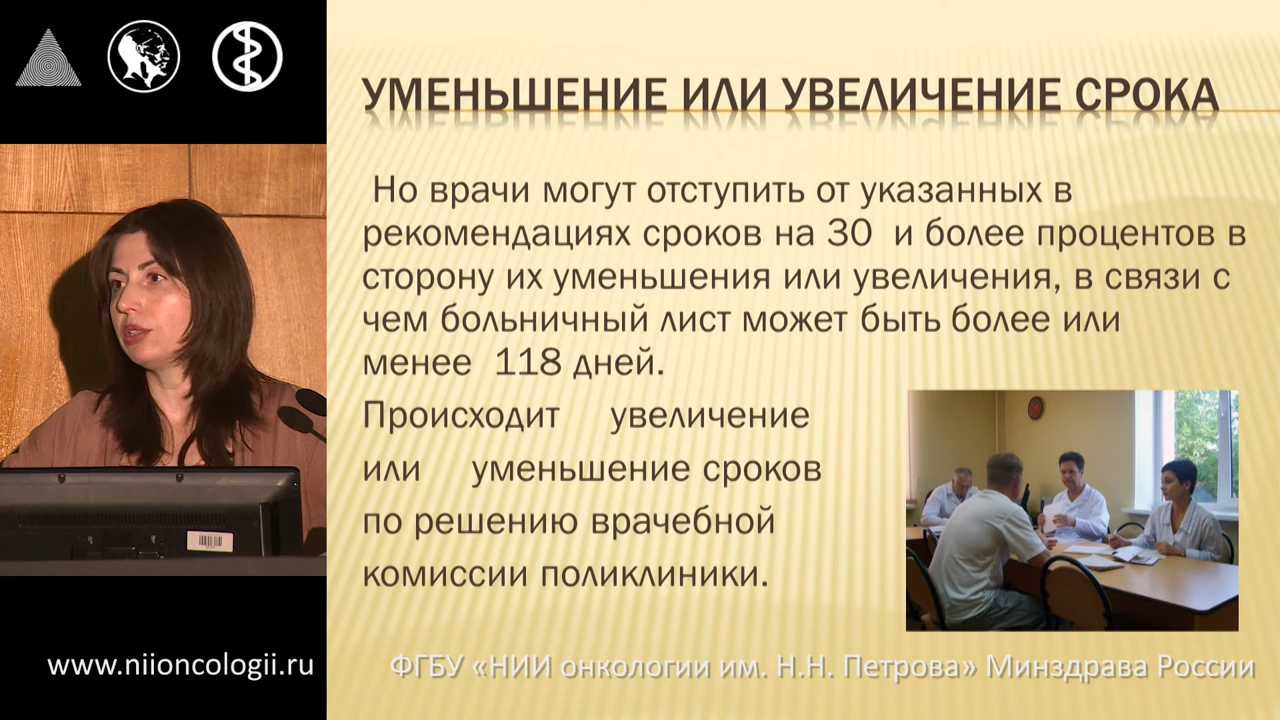 УМЕНЬШЕНИЕ ИЛИ УВЕЛИЧЕНИЕ СРОКА
Но врачи могут отступить от указанных в
рекомендациях сроков на 30 и более процентов в
сторону их уменьшения или увеличения, в связи с
чем больничный лист может быть более или
менее 118 дней.
Происходит увеличение
или уменьшение сроков
по решению врачебной
комиссии поликлиники.
www.niioncologii.ru
ФГБУ «НИИ онкологии им. Н.Н. Петрова» Минздрава России